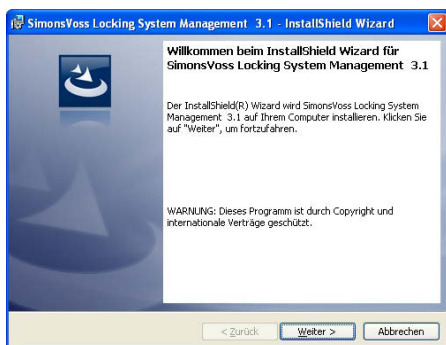 SimonsVoss Locking System Management 3.1 - InstallShield Wizard
Willkommen beim InstallShield Wizard für
SimonsVoss Locking System Management 3.1
Der InstallShield(R) Wizard wird SimonsVoss Locking System
Management 3.1 auf Ihrem Computer installieren. Klicken Sie
auf "Weiter", um fortzufahren.
WARNUNG: Dieses Programm ist durch Copyright und
internationale Verträge geschützt.
< Zurück
Weiter >
Abbrechen